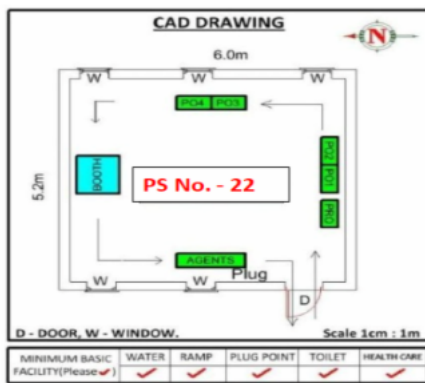 CAD DRAWING
N
6.0m
W W W
PO4 PO3
5.2m
BOOTH
PS No. - 22
PO2 PO1
PRO
AGENTS
Plug
W W
D
D - DOOR, W - WINDOW.
Scale 1cm : 1m
MINIMUM BASIC FACILITY(Please✓) WATER RAMP PLUG POINT TOILET HEALTH CARE
✓ ✓ ✓ ✓ ✓